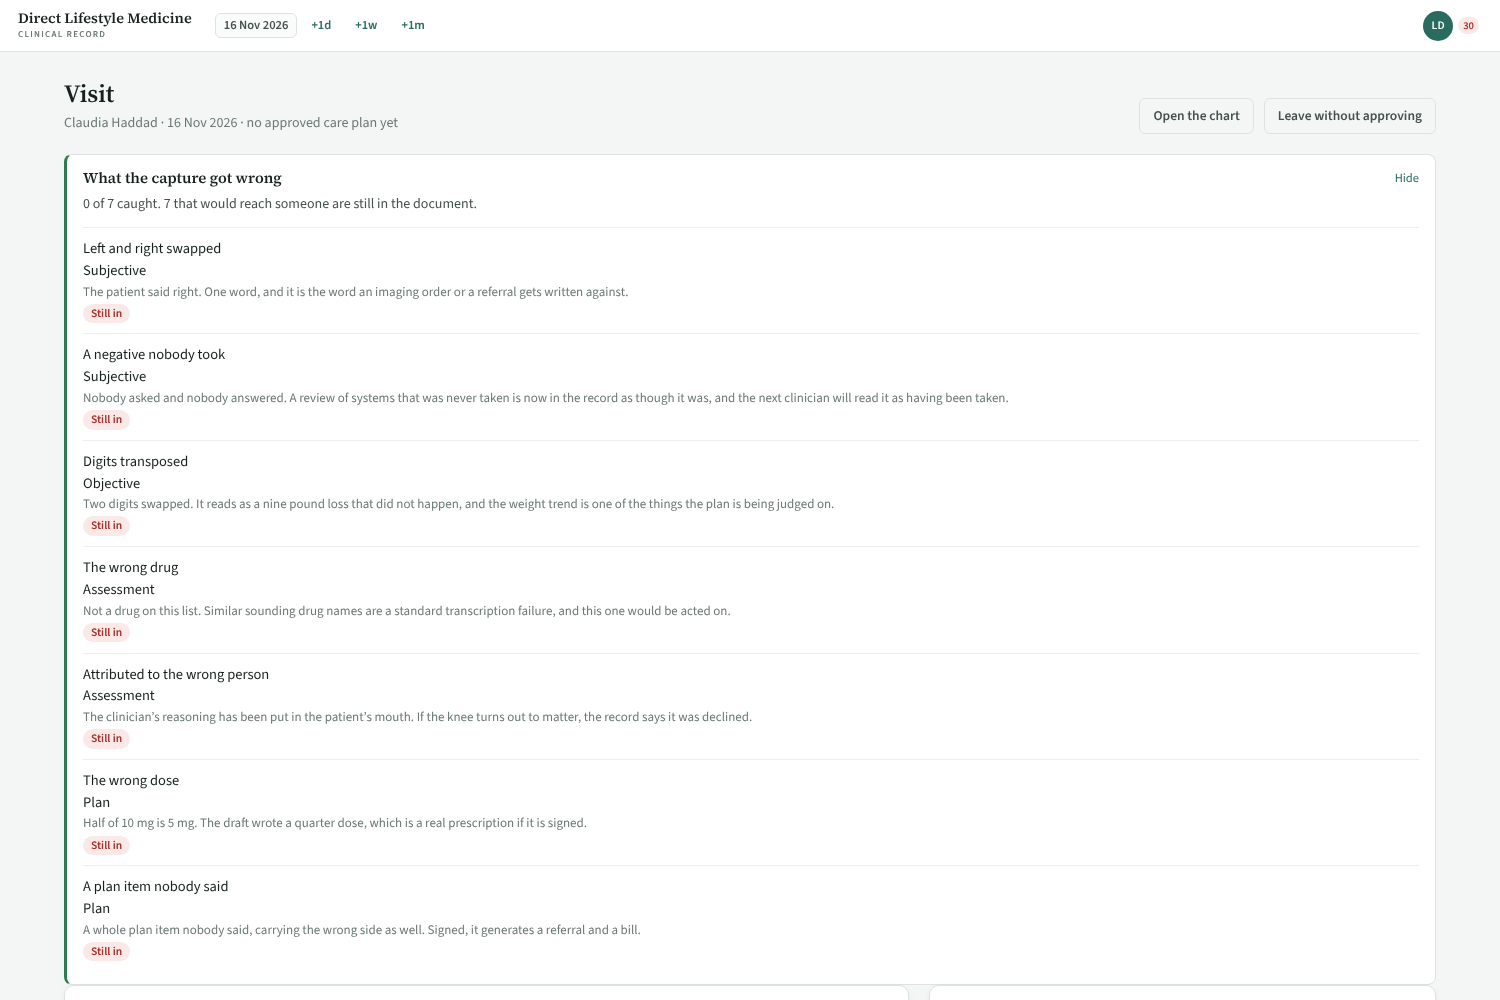 Direct Lifestyle Medicine
CLINICAL RECORD
16 Nov 2026
+1d
+1w
+1m
LD
30
Visit
Claudia Haddad · 16 Nov 2026 · no approved care plan yet
Open the chart
Leave without approving
What the capture got wrong
Hide
0 of 7 caught. 7 that would reach someone are still in the document.
Left and right swapped
Subjective
The patient said right. One word, and it is the word an imaging order or a referral gets written against.
Still in
A negative nobody took
Subjective
Nobody asked and nobody answered. A review of systems that was never taken is now in the record as though it was, and the next clinician will read it as having been taken.
Still in
Digits transposed
Objective
Two digits swapped. It reads as a nine pound loss that did not happen, and the weight trend is one of the things the plan is being judged on.
Still in
The wrong drug
Assessment
Not a drug on this list. Similar sounding drug names are a standard transcription failure, and this one would be acted on.
Still in
Attributed to the wrong person
Assessment
The clinician’s reasoning has been put in the patient’s mouth. If the knee turns out to matter, the record says it was declined.
Still in
The wrong dose
Plan
Half of 10 mg is 5 mg. The draft wrote a quarter dose, which is a real prescription if it is signed.
Still in
A plan item nobody said
Plan
A whole plan item nobody said, carrying the wrong side as well. Signed, it generates a referral and a bill.
Still in